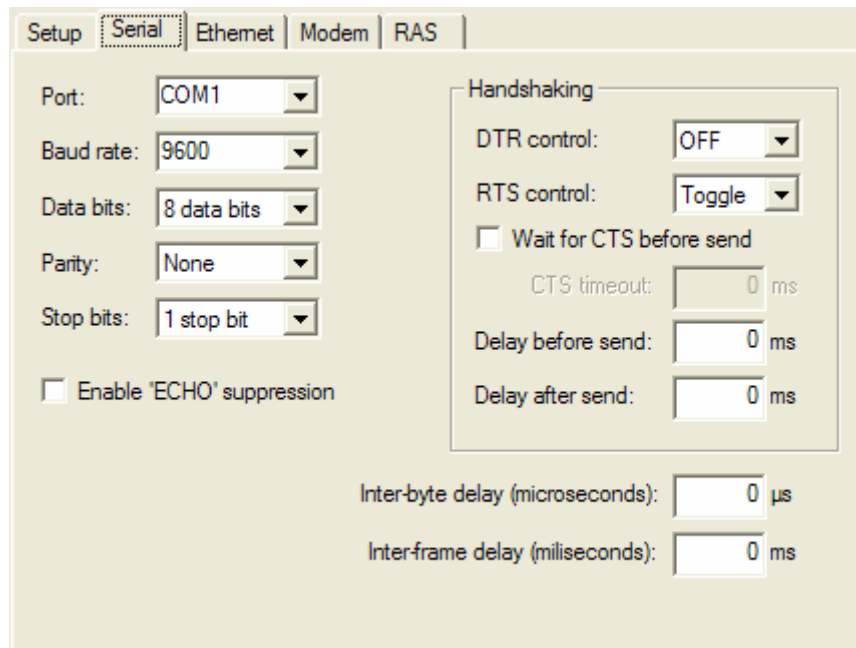 Setup Serial Ethernet Modem RAS
Port: COM1
Baud rate: 9600
Data bits: 8 data bits
Parity: None
Stop bits: 1 stop bit
Enable 'ECHO' suppression
Handshaking
DTR control: OFF
RTS control: Toggle
Wait for CTS before send
CTS timeout: 0 ms
Delay before send: 0 ms
Delay after send: 0 ms
Inter-byte delay (microseconds): 0 µs
Inter-frame delay (miliseconds): 0 ms